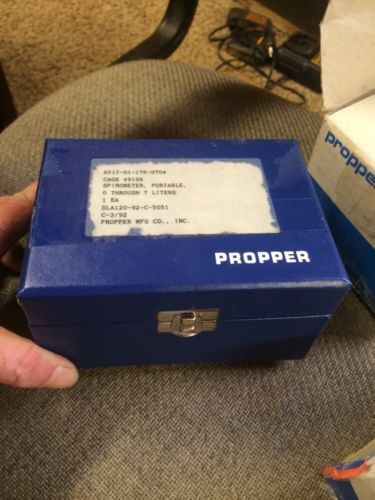 6515-01-176-0704
CAGE 49198
SPIROMETER, PORTABLE,
0 THROUGH 7 LITERS
1 EA
DLA120-92-C-5051
C-3/92
PROPPER MFG CO., INC.
PROPPER
propper